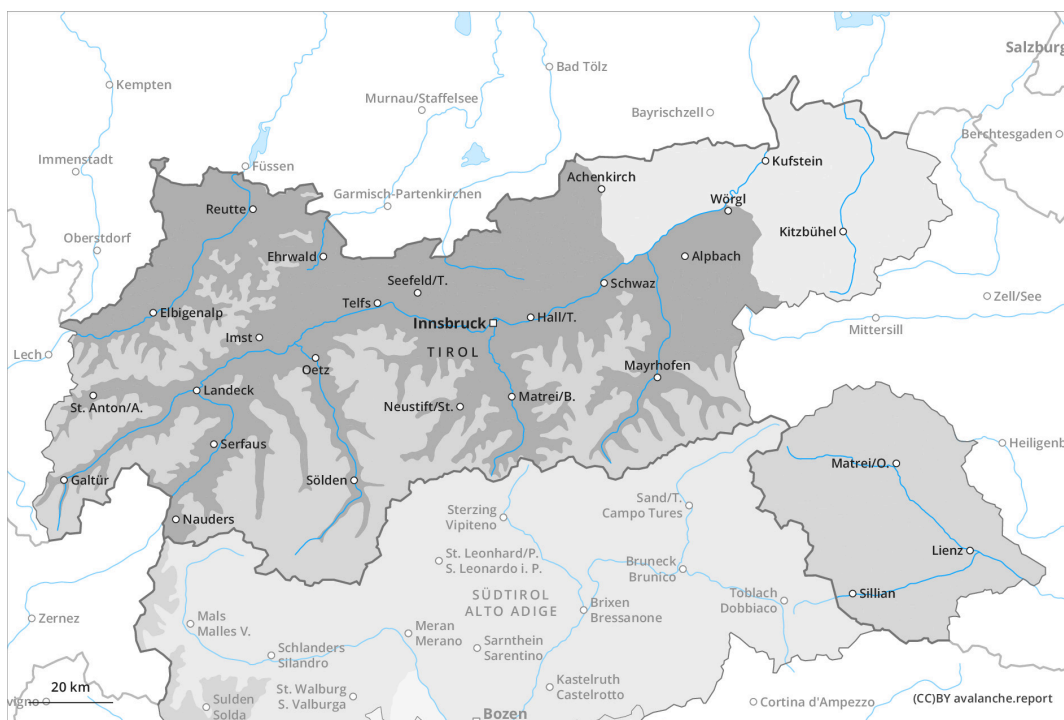 Salzburg
Kempten
Bad Tölz
Murnau/Staffelsee
Bayrischzell
Berchtesgaden
Immenstadt
Füssen
Kufstein
Achenkirch
Garmisch-Partenkirchen
Reutte
Wörgl
Kitzbühel
Oberstdorf
Ehrwald
Alpbach
Seefeld/T.
Schwaz
Zell/See
Telfs
Elbigenalp
Innsbruck
Hall/T.
Mittersill
Imst
Lech
TIROL
Oetz
Mayrhofen
Landeck
St. Anton/A.
Neustift/St.
Matrei/B.
Serfaus
Heiligenb
Matrei/O.
Galtür
Sölden
Sand/T.
Campo Tures
Nauders
Sterzing
Vipiteno
Lienz
St. Leonhard/P.
S. Leonardo i. P.
Bruneck
Brunico
SÜDTIROL
ALTO ADIGE
Sillian
Toblach
Dobbiaco
Brixen
Bressanone
Zernez
Mals
Malles V.
Meran
Merano
Sarnthein
Sarentino
Schlanders
Silandro
20 km
St. Walburg
S. Valburga
Kastelruth
Castelrotto
vigno
Sulden
Solda
Cortina d'Ampezzo
(CC)BY avalanche.report
Bozen